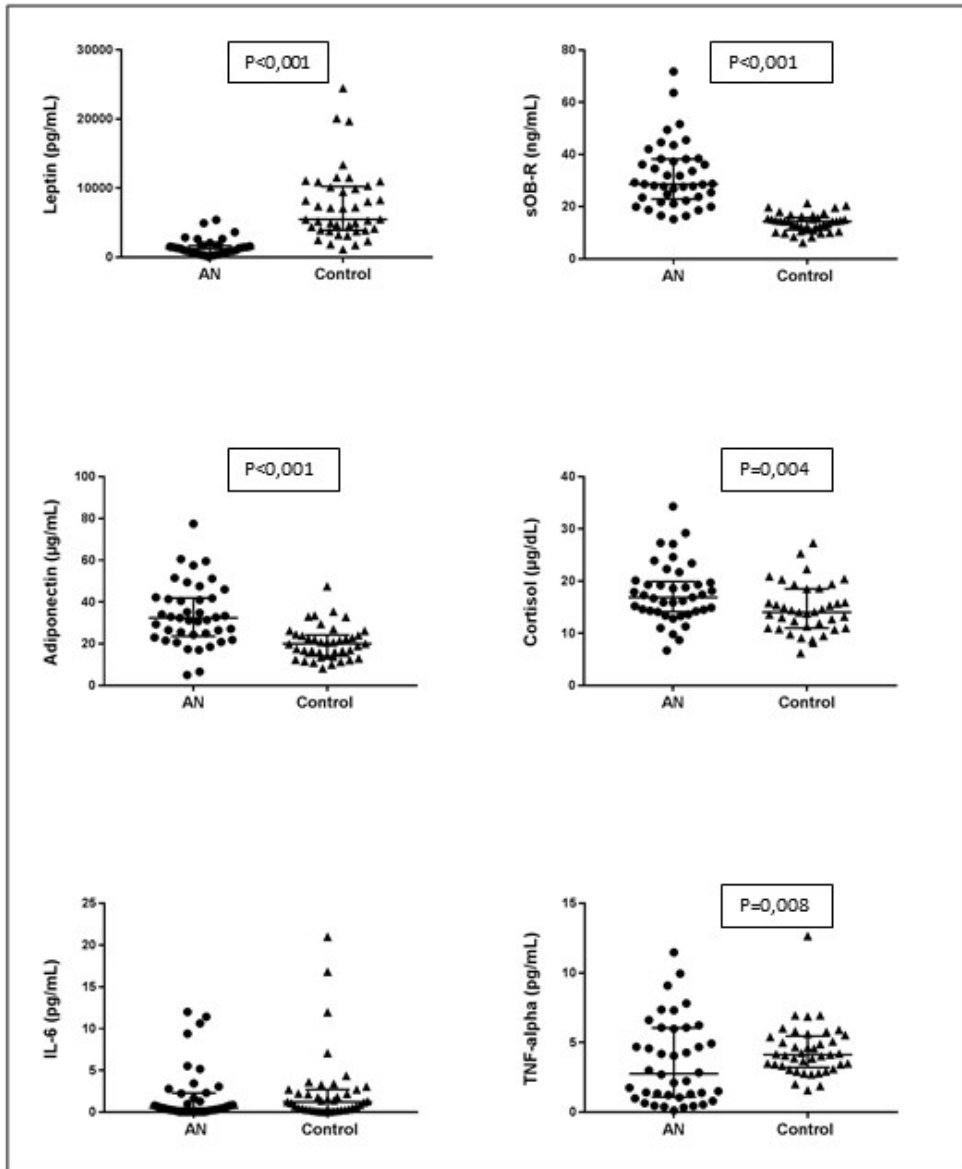 P<0,001
Leptin (pg/mL)
30000
20000
10000
0
AN Control
P<0,001
sOB-R (ng/mL)
80
60
40
20
0
AN Control
P<0,001
Adiponectin (µg/mL)
100
80
60
40
20
0
AN Control
P=0,004
Cortisol (µg/dL)
40
30
20
10
0
AN Control
IL-6 (pg/mL)
25
20
15
10
5
0
AN Control
P=0,008
TNF-alpha (pg/mL)
15
10
5
0
AN Control